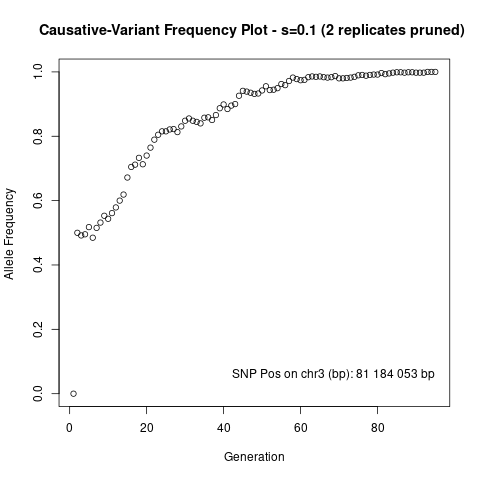 Causative-Variant Frequency Plot - s=0.1 (2 replicates pruned)
Allele Frequency
1.0
0.8
0.6
0.4
0.2
0.0
SNP Pos on chr3 (bp): 81 184 053 bp
0 20 40 60 80
Generation